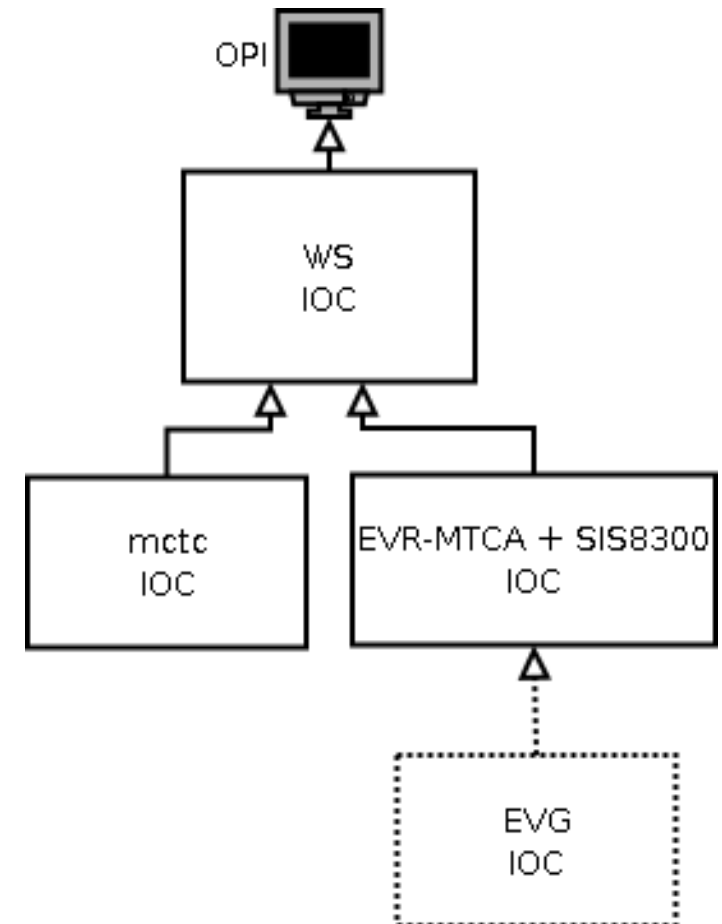 OPI
WS
IOC
mctc
IOC
EVR-MTCA + SIS8300
IOC
EVG
IOC